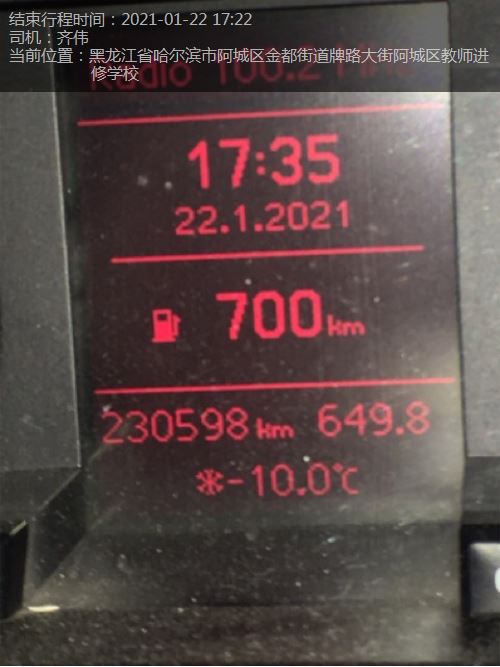 结束行程时间：2021-01-22 17:22
司机：齐伟
当前位置：黑龙江省哈尔滨市阿城区金都街道牌路大街阿城区教师进
修学校
Radio 100.2
17:35
22.1.2021
700km
230598km 649.8
-10.0℃